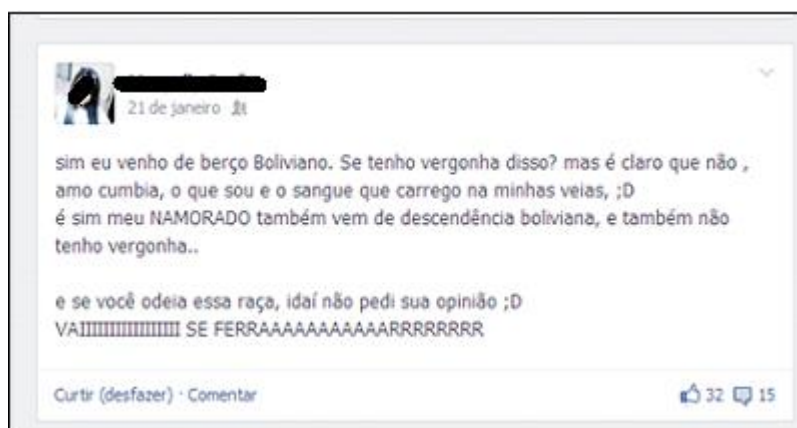 21 de janeiro
sim eu venho de berço Boliviano. Se tenho vergonha disso? mas é claro que não ,
amo cumbia, o que sou e o sangue que carrego na minhas veias, ;D
é sim meu NAMORADO também vem de descendência boliviana, e também não
tenho vergonha..
e se você odeia essa raça, idaí não pedi sua opinião ;D
VAIIIIIIIIIIIIIIIIII SE FERRAAAAAAAAAAARRRRRRRR
Curtir (desfazer) · Comentar 32 15